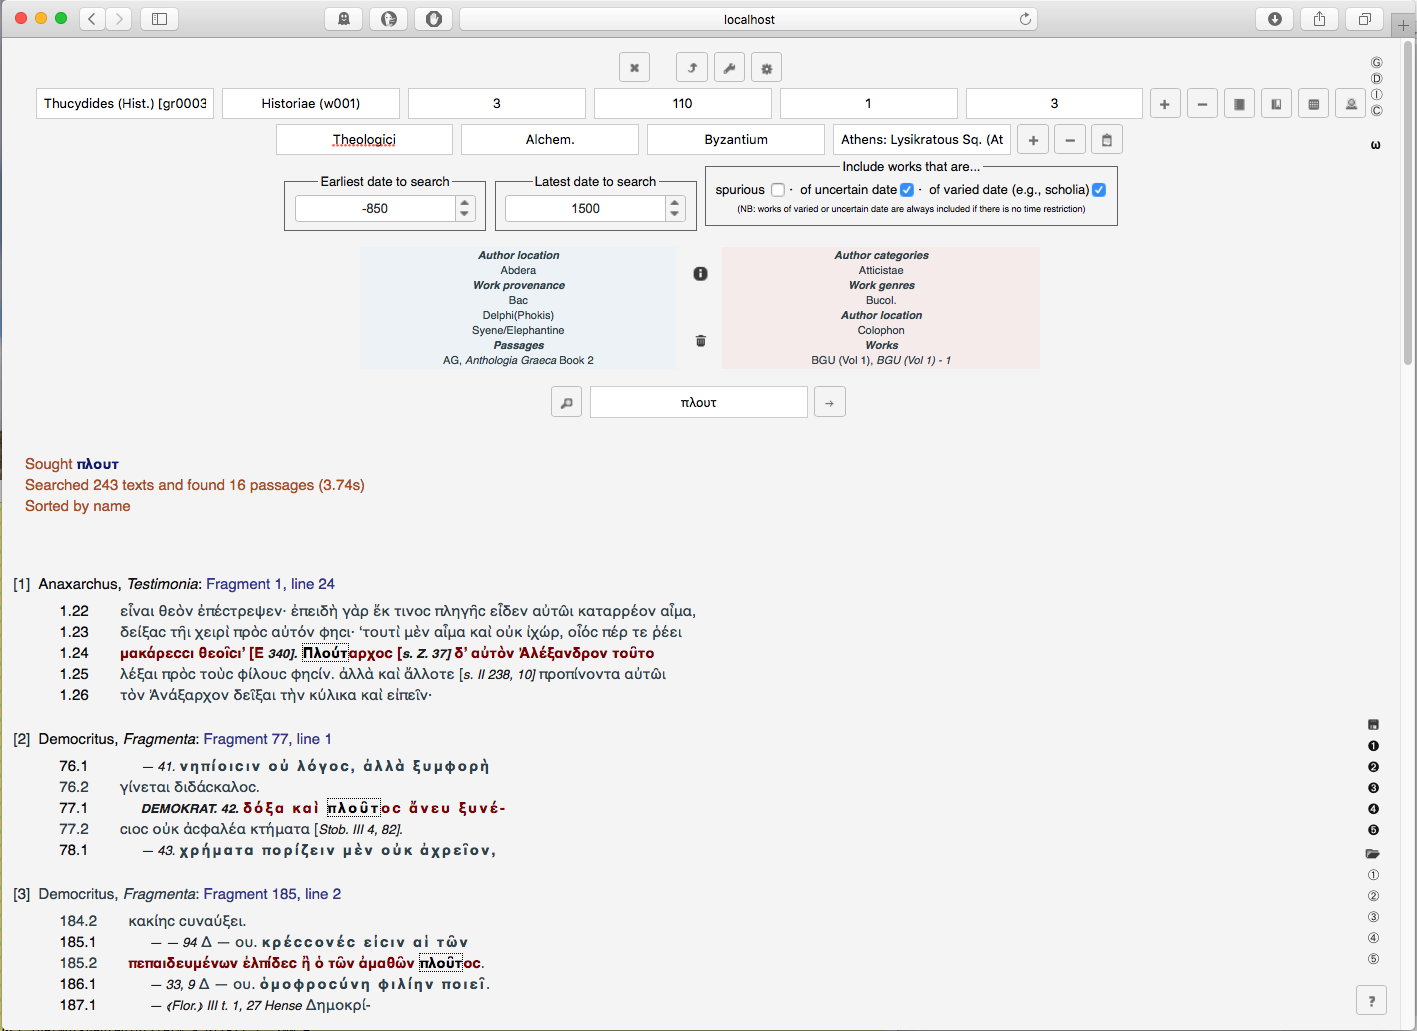 localhost
Thucydides (Hist.) [gr0003
Historiae (w001)
3
110
1
3
Theologici
Alchem.
Byzantium
Athens: Lysikratous Sq. (At
Earliest date to search
-850
Latest date to search
1500
Include works that are...
spurious · of uncertain date · of varied date (e.g., scholia)
(NB: works of varied or uncertain date are always included if there is no time restriction)
Author location
Abdera
Work provenance
Bac
Delphi(Phokis)
Syene/Elephantine
Passages
AG, Anthologia Graeca Book 2
Author categories
Atticistae
Work genres
Bucol.
Author location
Colophon
Works
BGU (Vol 1), BGU (Vol 1) - 1
πλουτ
→
G
D
I
C
ω
Sought πλουτ
Searched 243 texts and found 16 passages (3.74s)
Sorted by name
[1] Anaxarchus, Testimonia: Fragment 1, line 24
1.22 εἶναι θεὸν ἐπέϲτρεψεν· ἐπειδὴ γὰρ ἔκ τινοϲ πληγῆϲ εἶδεν αὐτῶι καταρρέον αἷμα,
1.23 δείξαϲ τῆι χειρὶ πρὸϲ αὐτόν φηϲι· ‘τουτὶ μὲν αἷμα καὶ οὐκ ἰχώρ, οἷόϲ πέρ τε ῥέει
1.24 μακάρεϲϲι θεοῖϲι’ [Ε 340]. Πλούταρχοϲ [s. Z. 37] δ’ αὐτὸν Ἀλέξανδρον τοῦτο
1.25 λέξαι πρὸϲ τοὺϲ φίλουϲ φηϲίν. ἀλλὰ καὶ ἄλλοτε [s. II 238, 10] προπίνοντα αὐτῶι
1.26 τὸν Ἀνάξαρχον δεῖξαι τὴν κύλικα καὶ εἰπεῖν·
[2] Democritus, Fragmenta: Fragment 77, line 1
76.1 — 41. νηπίοιϲιν οὐ λόγοϲ, ἀλλὰ ξυμφορὴ
76.2 γίνεται διδάϲκαλοϲ.
77.1 DEMOKRAT. 42. δόξα καὶ πλοῦτοϲ ἄνευ ξυνέ-
77.2 ϲιοϲ οὐκ ἀϲφαλέα κτήματα [Stob. III 4, 82].
78.1 — 43. χρήματα πορίζειν μὲν οὐκ ἀχρεῖον,
[3] Democritus, Fragmenta: Fragment 185, line 2
184.2 κακίηϲ ϲυναύξει.
185.1 — — 94 Δ — ου. κρέϲϲονέϲ εἰϲιν αἱ τῶν
185.2 πεπαιδευμένων ἐλπίδεϲ ἢ ὁ τῶν ἀμαθῶν πλοῦτοϲ.
186.1 — 33, 9 Δ — ου. ὁμοφροϲύνη φιλίην ποιεῖ.
187.1 — ⟨Flor.⟩ III t. 1, 27 Hense Δημοκρί-
1
2
3
4
5
1
2
3
4
5
?